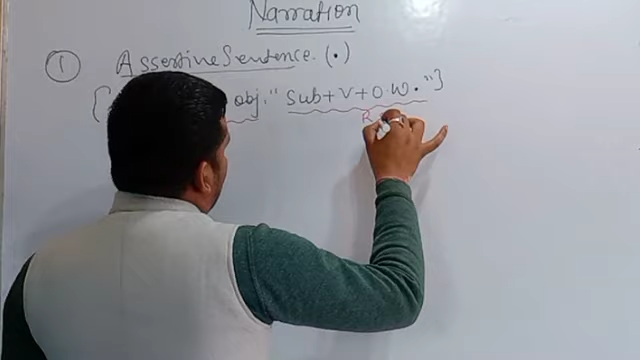 Narration
① Assertive Sentence. (•)
{ obj. "Sub + V + O.W. •"}
R